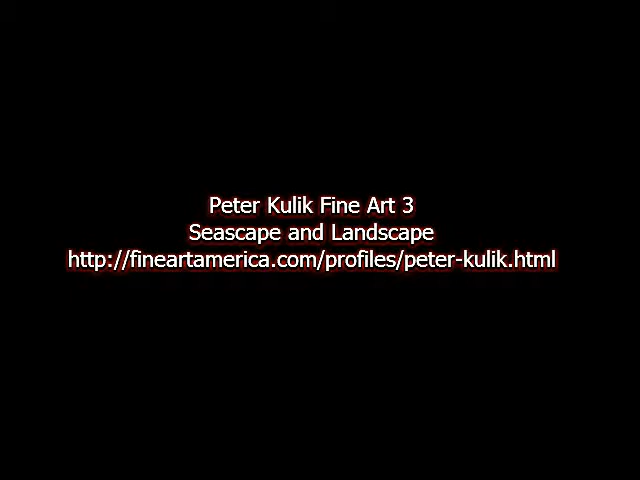 Peter Kulik Fine Art 3
Seascape and Landscape
http://fineartamerica.com/profiles/peter-kulik.html